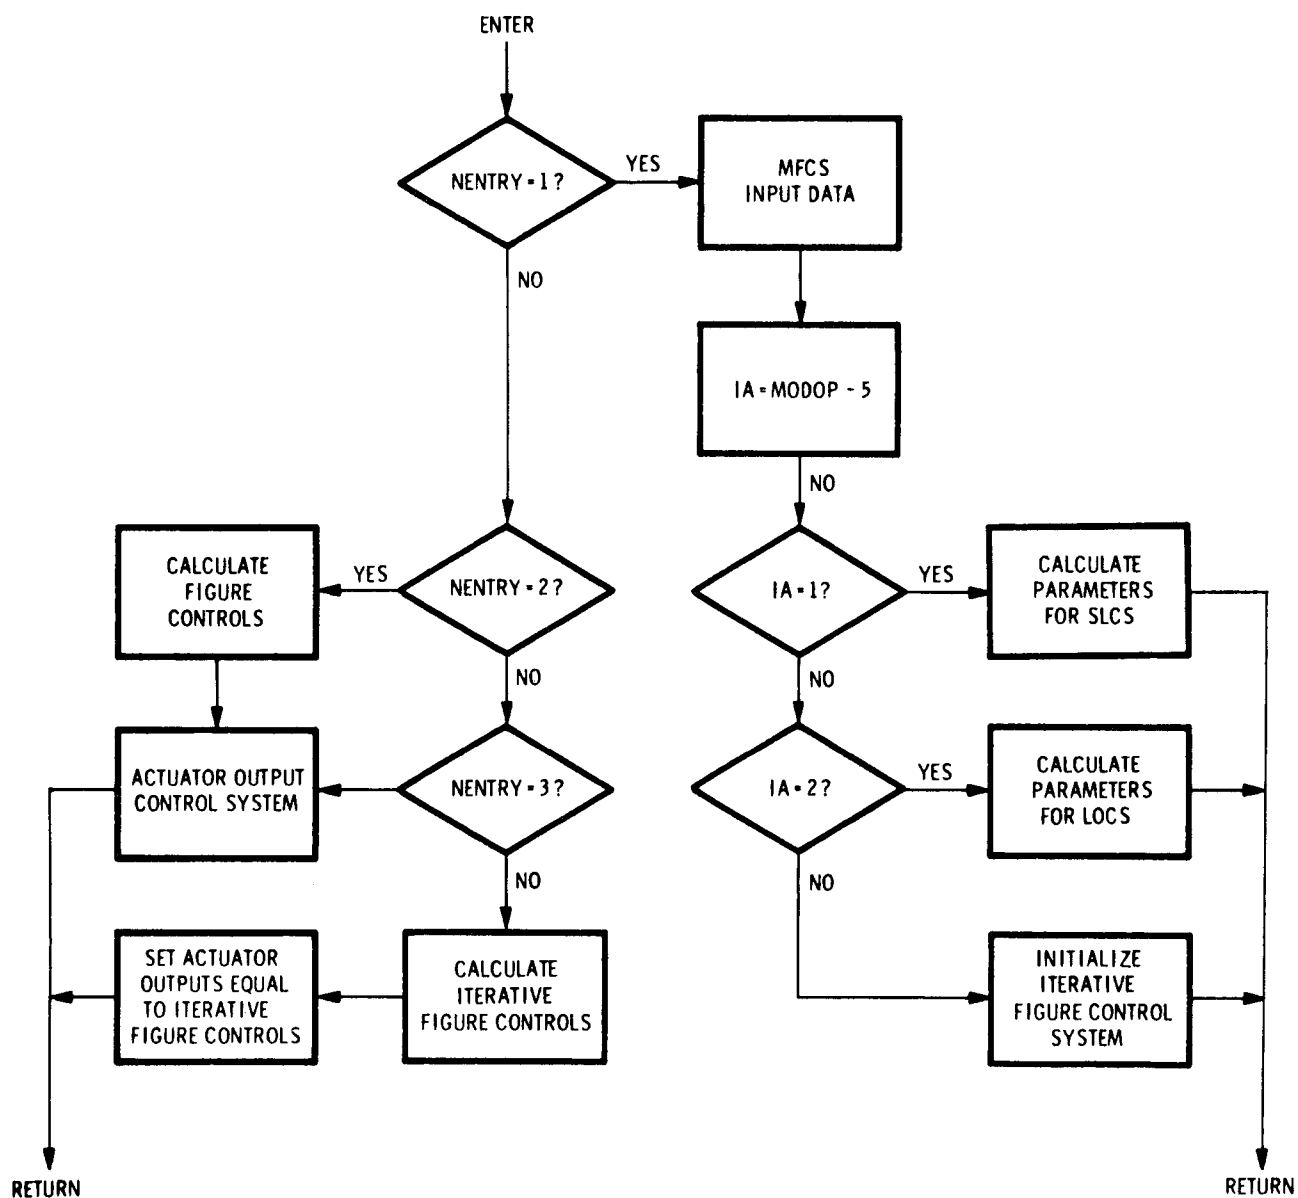 ENTER
NENTRY = 1?
YES
MFCS
INPUT DATA
NO
IA = MODOP - 5
NO
CALCULATE
FIGURE
CONTROLS
YES
NENTRY = 2?
IA = 1?
YES
CALCULATE
PARAMETERS
FOR SLCS
NO
NO
ACTUATOR OUTPUT
CONTROL SYSTEM
NENTRY = 3?
IA = 2?
YES
CALCULATE
PARAMETERS
FOR LOCS
NO
NO
SET ACTUATOR
OUTPUTS EQUAL
TO ITERATIVE
FIGURE CONTROLS
CALCULATE
ITERATIVE
FIGURE CONTROLS
INITIALIZE
ITERATIVE
FIGURE CONTROL
SYSTEM
RETURN
RETURN